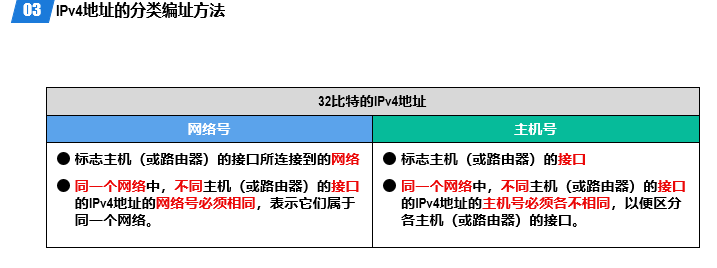 03 IPv4地址的分类编址方法
32比特的IPv4地址
网络号 主机号
● 标志主机（或路由器）的接口所连接到的网络
● 同一个网络中，不同主机（或路由器）的接口
的IPv4地址的网络号必须相同，表示它们属于
同一个网络。
● 标志主机（或路由器）的接口
● 同一个网络中，不同主机（或路由器）的接口
的IPv4地址的主机号必须各不相同，以便区分
各主机（或路由器）的接口。